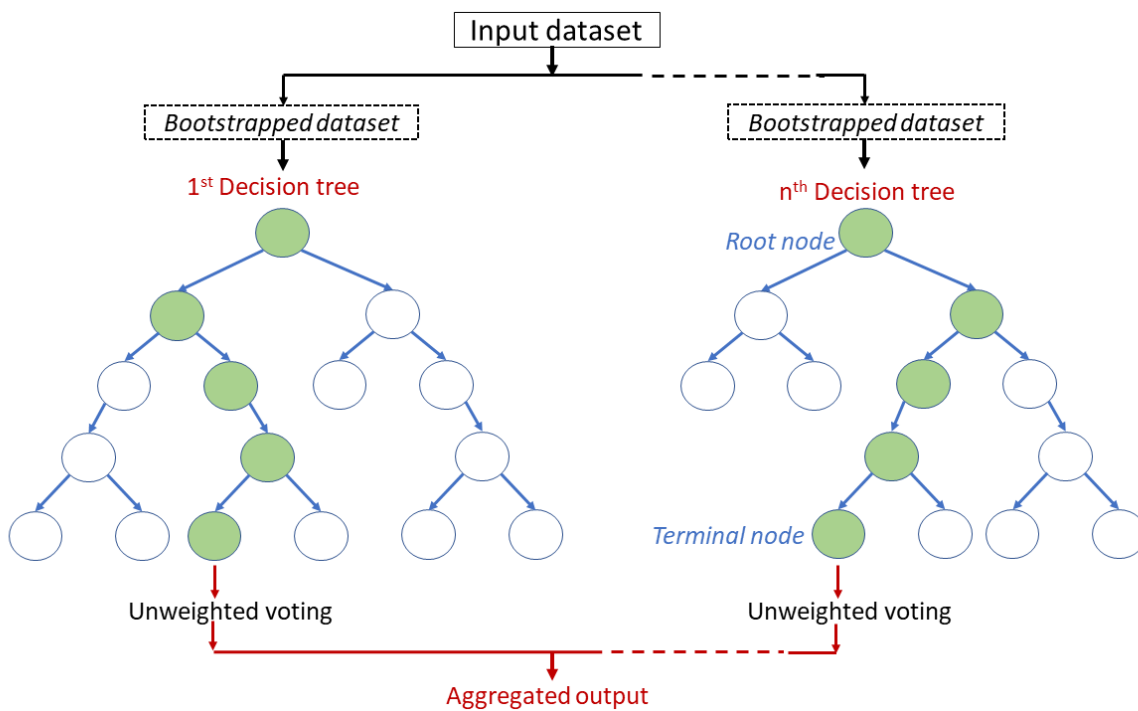 Input dataset
Bootstrapped dataset
Bootstrapped dataset
1st Decision tree
nth Decision tree
Root node
Terminal node
Unweighted voting
Unweighted voting
Aggregated output